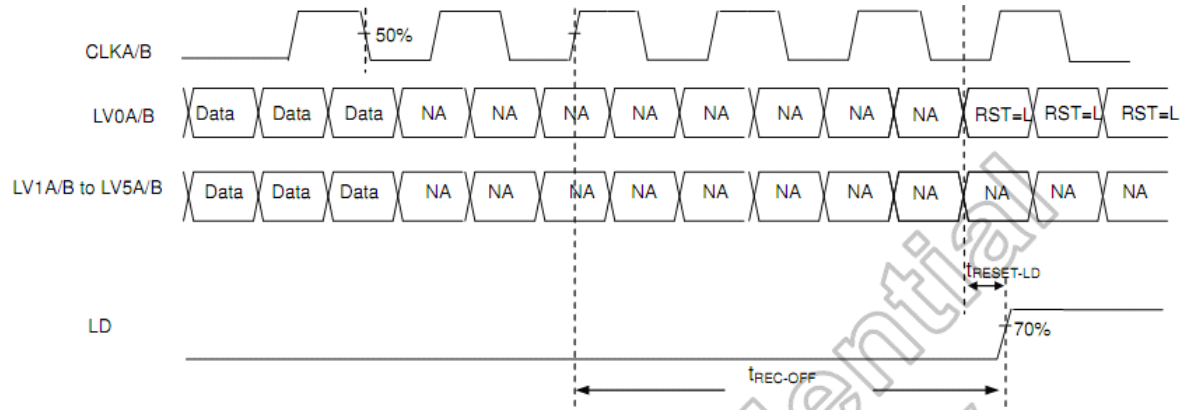 CLKA/B
50%
LV0A/B
Data Data Data NA NA NA NA NA NA NA NA RST=L RST=L RST=L
LV1A/B to LV5A/B
Data Data Data NA NA NA NA NA NA NA NA NA NA NA
tRESET-LD
LD
70%
tREC-OFF